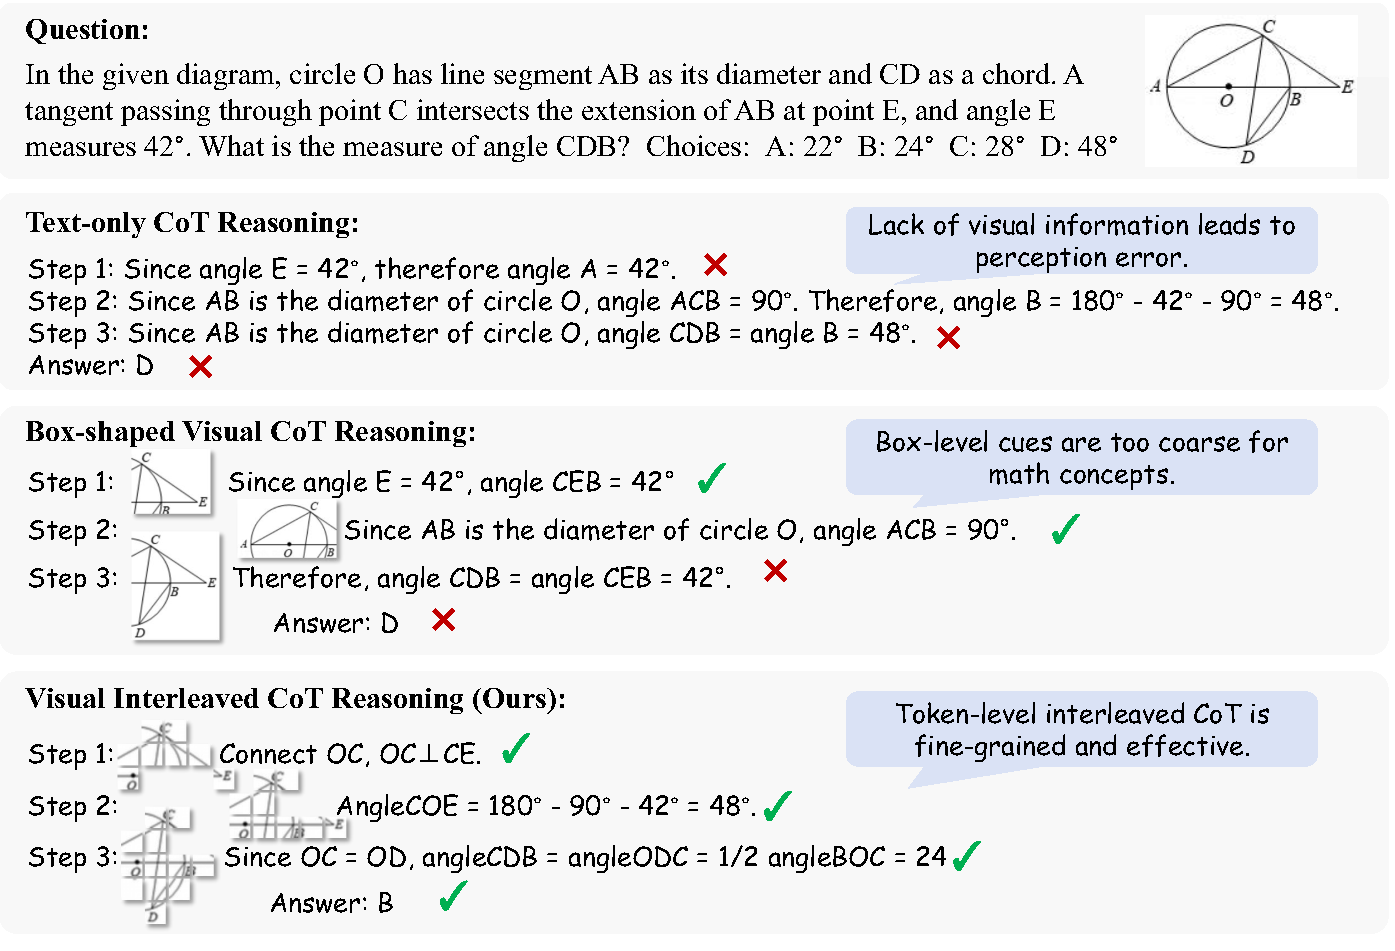 Question:
In the given diagram, circle O has line segment AB as its diameter and CD as a chord. A
tangent passing through point C intersects the extension of AB at point E, and angle E
measures 42°. What is the measure of angle CDB? Choices: A: 22° B: 24° C: 28° D: 48°
C
A
O
B
E
D
Text-only CoT Reasoning:
Lack of visual information leads to
perception error.
Step 1: Since angle E = 42°, therefore angle A = 42°.
Step 2: Since AB is the diameter of circle O, angle ACB = 90°. Therefore, angle B = 180° - 42° - 90° = 48°.
Step 3: Since AB is the diameter of circle O, angle CDB = angle B = 48°.
Answer: D
Box-shaped Visual CoT Reasoning:
Box-level cues are too coarse for
math concepts.
Step 1:
C
E
B
Since angle E = 42°, angle CEB = 42°
Step 2:
C
A
O
B
Since AB is the diameter of circle O, angle ACB = 90°.
Step 3:
C
E
B
D
Therefore, angle CDB = angle CEB = 42°.
Answer: D
Visual Interleaved CoT Reasoning (Ours):
Token-level interleaved CoT is
fine-grained and effective.
Step 1:
C
O
E
Connect OC, OC⊥CE.
Step 2:
C
O
B
E
AngleCOE = 180° - 90° - 42° = 48°.
Step 3:
C
O
B
D
Since OC = OD, angleCDB = angleODC = 1/2 angleBOC = 24
Answer: B